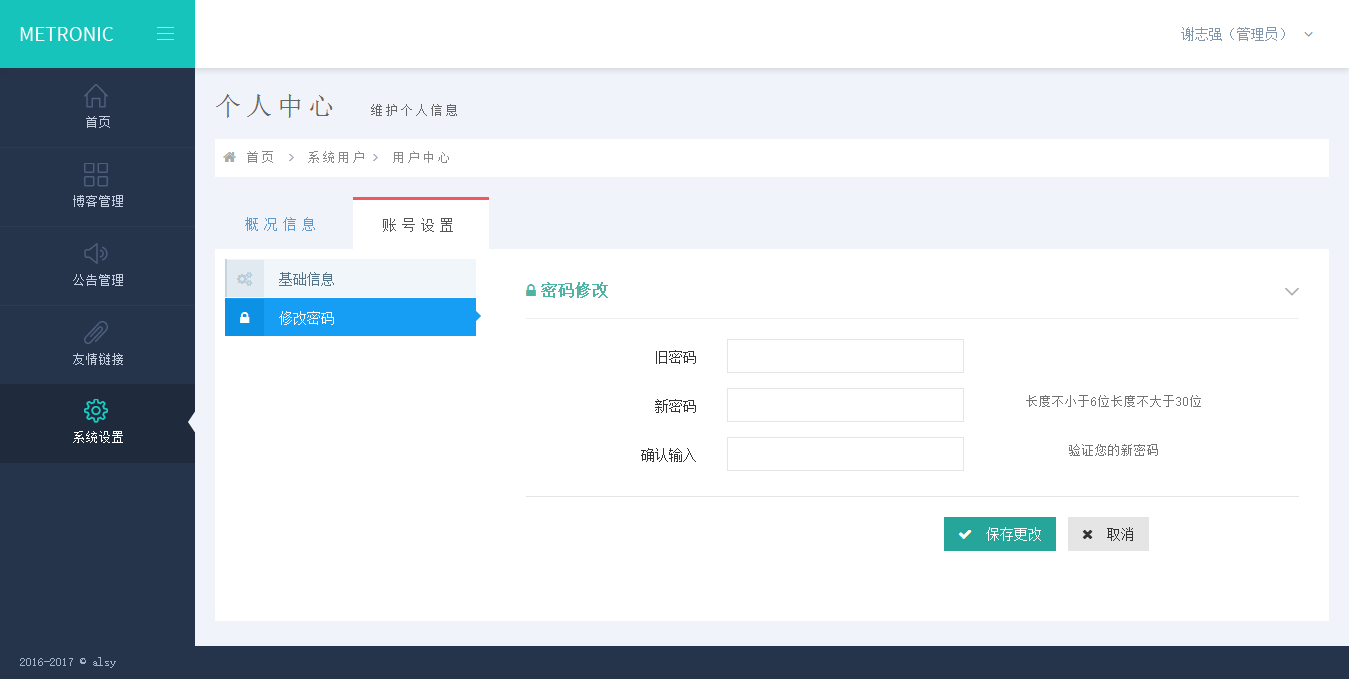 METRONIC
谢志强（管理员）
首页
博客管理
公告管理
友情链接
系统设置
个人中心 维护个人信息
首页 系统用户 用户中心
概况信息 账号设置
基础信息
修改密码
密码修改
旧密码
新密码 长度不小于6位长度不大于30位
确认输入 验证您的新密码
保存更改 取消
2016-2017 © alsy